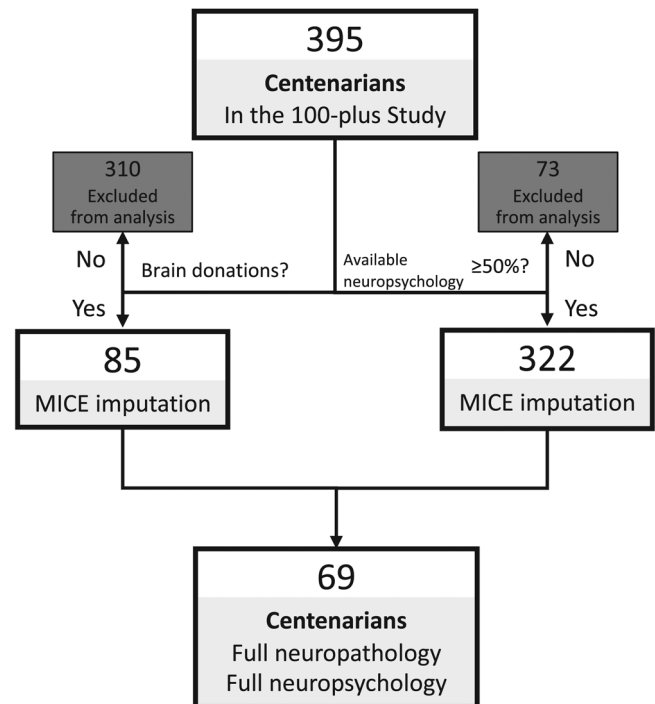 395
Centenarians
In the 100-plus Study
310
Excluded
from analysis
73
Excluded
from analysis
No
Brain donations?
Available
neuropsychology
≥50%?
No
Yes
Yes
85
MICE imputation
322
MICE imputation
69
Centenarians
Full neuropathology
Full neuropsychology